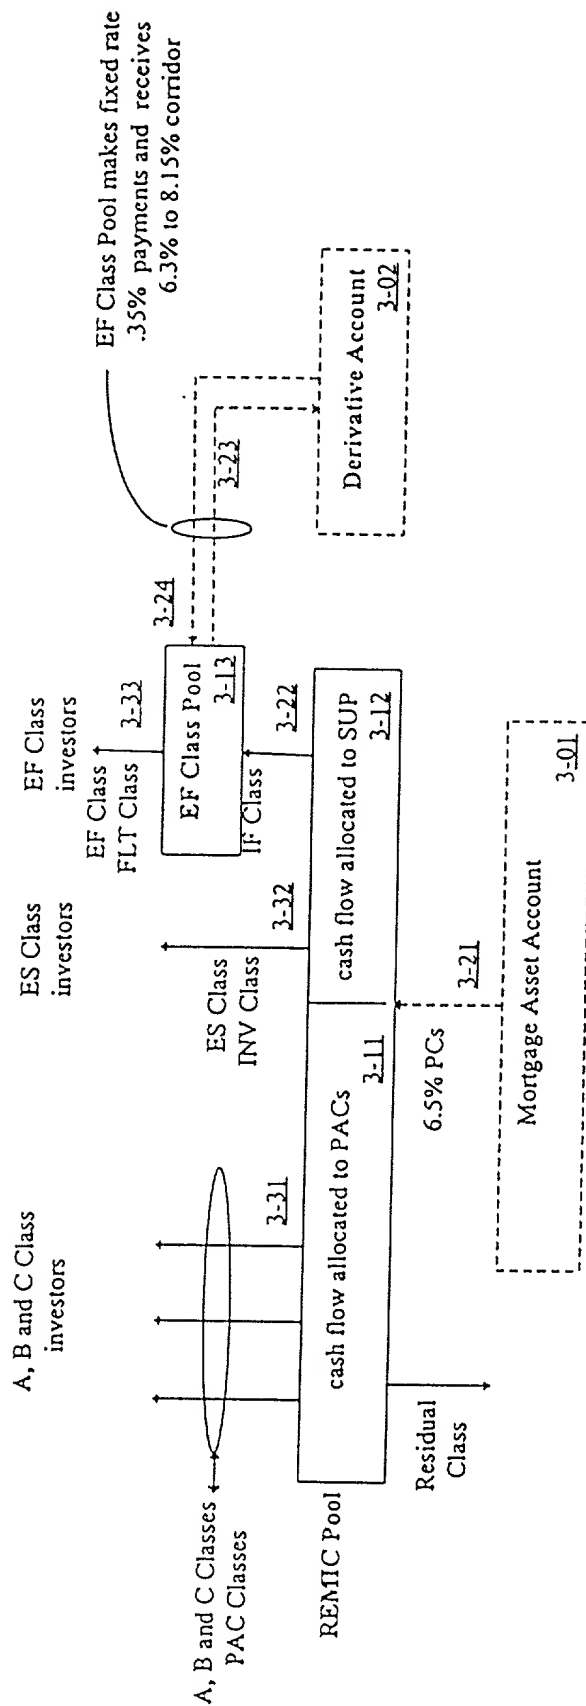 A, B and C Class
investors
ES Class
investors
EF Class
investors
EF Class Pool makes fixed rate
.35% payments and receives
6.3% to 8.15% corridor
A, B and C Classes
PAC Classes
3-31
ES Class
INV Class
3-32
EF Class
FLT Class
3-33
3-24
EF Class Pool
3-13
3-23
IF Class
3-22
REMIC Pool
cash flow allocated to PACs
3-11
cash flow allocated to SUP
3-12
Derivative Account
3-02
Residual
Class
6.5% PCs
3-21
Mortgage Asset Account
3-01